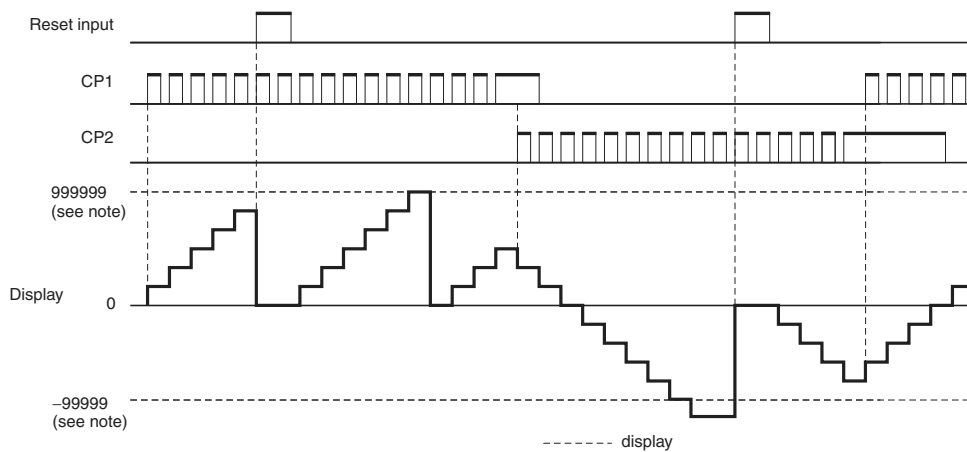 Reset input
CP1
CP2
999999
(see note)
Display
0
−99999
(see note)
display